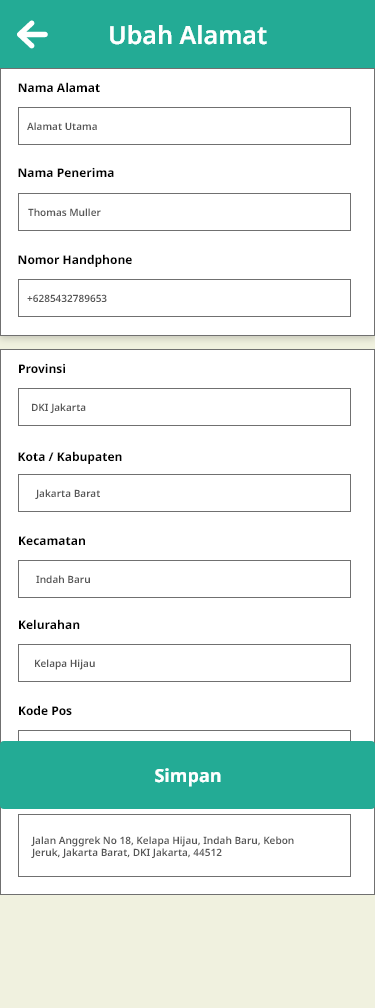 Ubah Alamat
Nama Alamat
Alamat Utama
Nama Penerima
Thomas Muller
Nomor Handphone
+6285432789653
Provinsi
DKI Jakarta
Kota / Kabupaten
Jakarta Barat
Kecamatan
Indah Baru
Kelurahan
Kelapa Hijau
Kode Pos
Simpan
Jalan Anggrek No 18, Kelapa Hijau, Indah Baru, Kebon
Jeruk, Jakarta Barat, DKI Jakarta, 44512